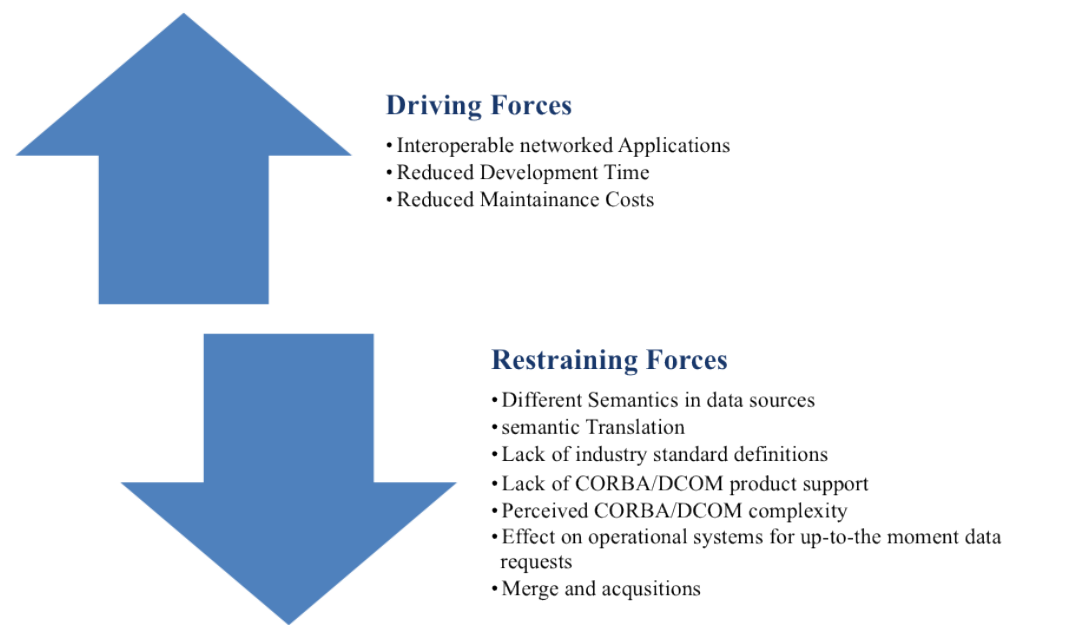 Driving Forces
• Interoperable networked Applications
• Reduced Development Time
• Reduced Maintainance Costs
Restraining Forces
• Different Semantics in data sources
• semantic Translation
• Lack of industry standard definitions
• Lack of CORBA/DCOM product support
• Perceived CORBA/DCOM complexity
• Effect on operational systems for up-to-the moment data
requests
• Merge and acqusitions